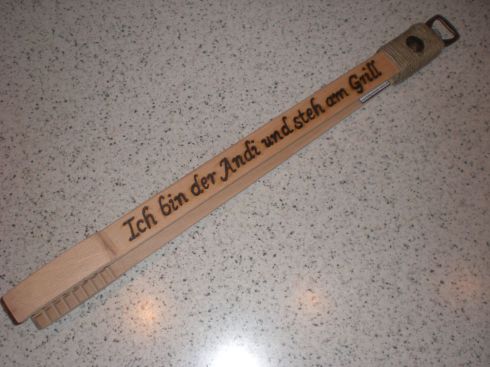 Ich bin der Andi und steh am Grill